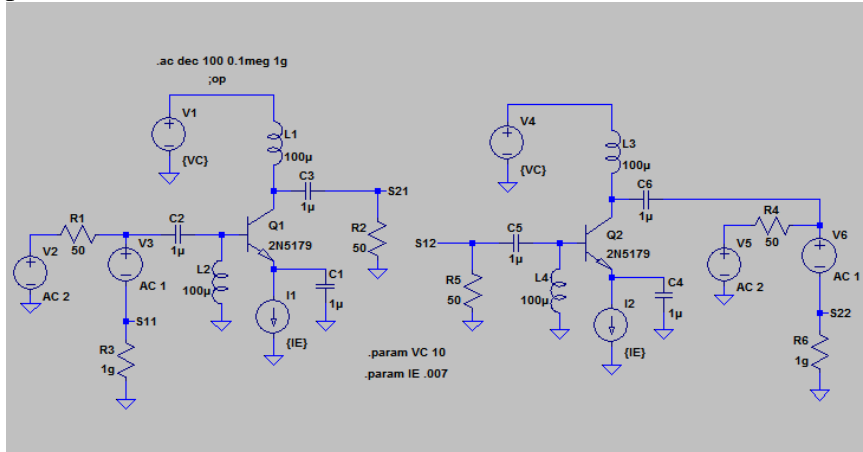 .ac dec 100 0.1meg 1g
;op
V1
{VC}
L1
100µ
C3
1µ
S21
R1
50
V2
AC 2
V3
AC 1
S11
R3
1g
C2
1µ
L2
100µ
Q1
2N5179
R2
50
C1
1µ
I1
{IE}
V4
{VC}
L3
100µ
C6
1µ
S12
R5
50
C5
1µ
L4
100µ
Q2
2N5179
C4
1µ
I2
{IE}
R4
50
V5
AC 2
V6
AC 1
S22
R6
1g
.param VC 10
.param IE .007